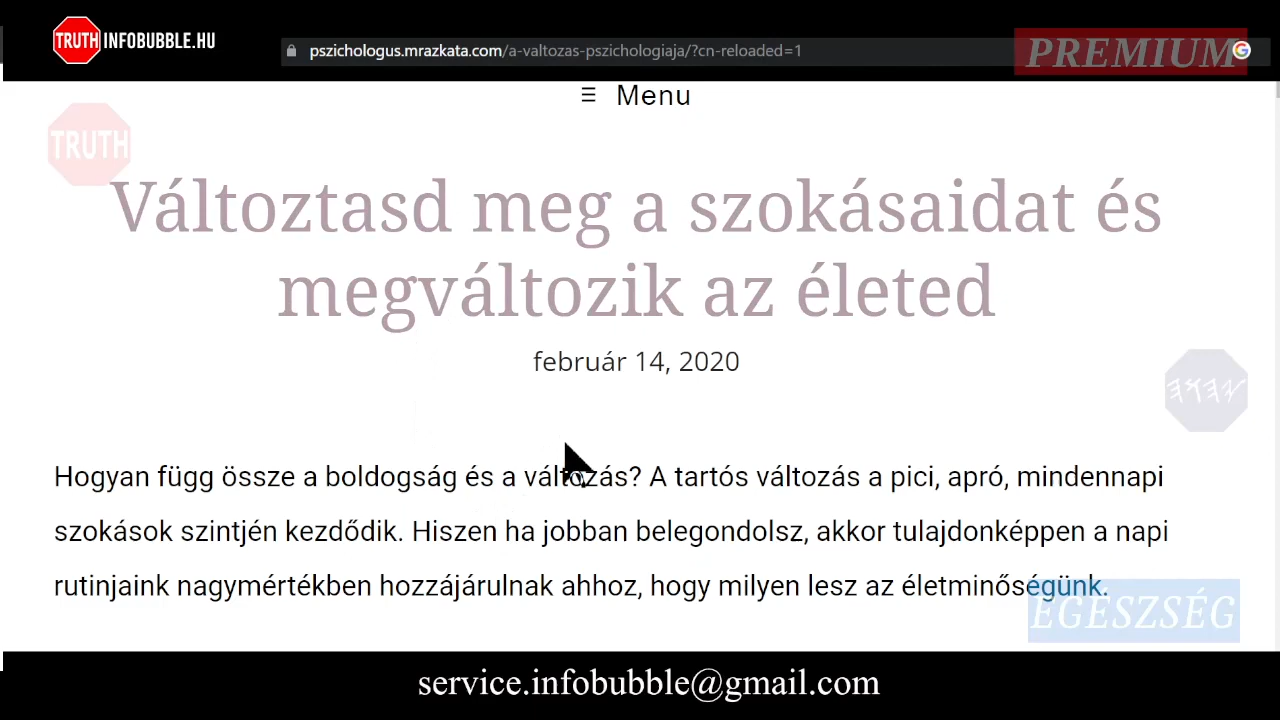 TRUTH INFOBUBBLE.HU
pszichologus.mrazkata.com/a-valtozas-pszichologiaja/?cn-reloaded=1
PREMIUM
☰ Menu
TRUTH
Változtasd meg a szokásaidat és
megváltozik az életed
február 14, 2020
Hogyan függ össze a boldogság és a változás? A tartós változás a pici, apró, mindennapi
szokások szintjén kezdődik. Hiszen ha jobban belegondolsz, akkor tulajdonképpen a napi
rutinjaink nagymértékben hozzájárulnak ahhoz, hogy milyen lesz az életminőségünk.
EGÉSZSÉG
service.infobubble@gmail.com